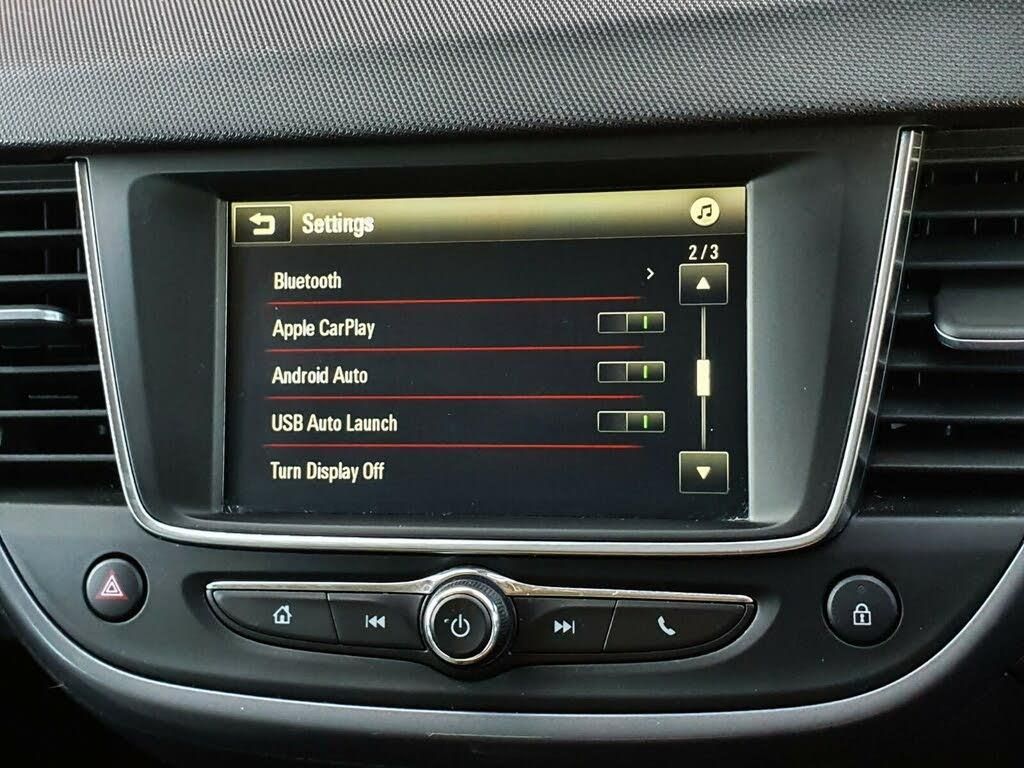 Settings
2/3
Bluetooth
Apple CarPlay
Android Auto
USB Auto Launch
Turn Display Off